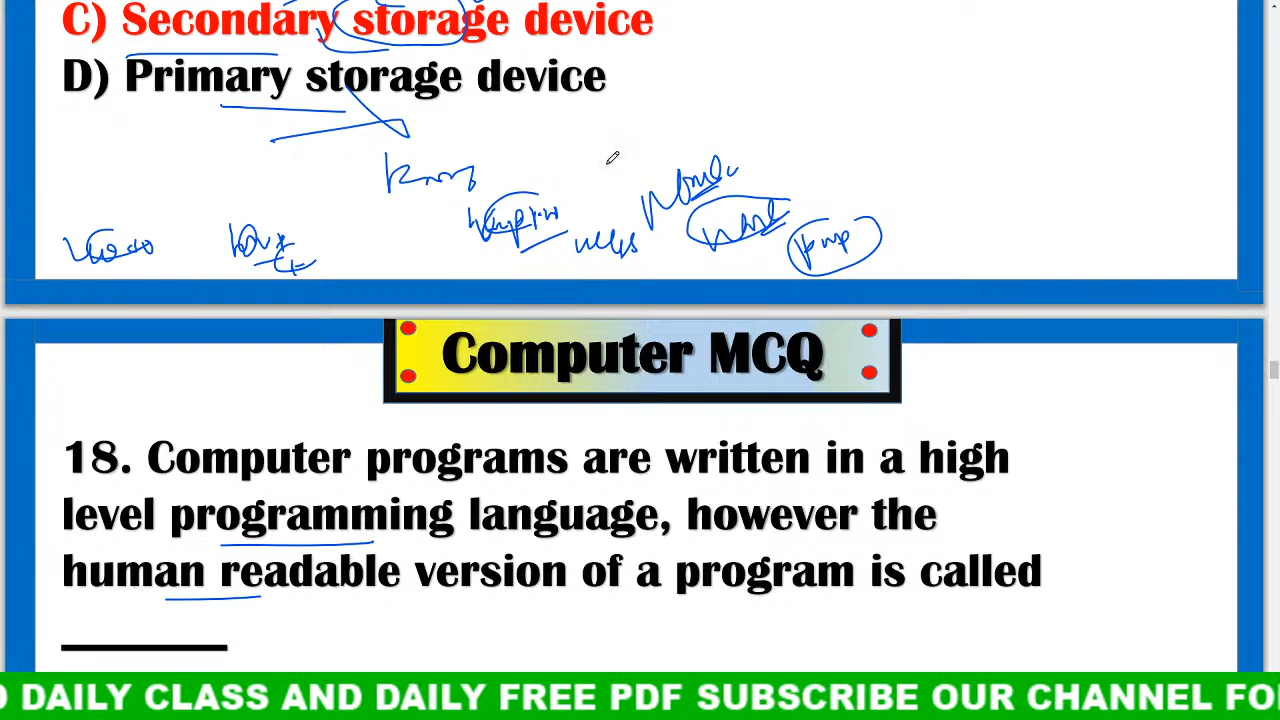 C) Secondary storage device
D) Primary storage device
Computer MCQ
18. Computer programs are written in a high
level programming language, however the
human readable version of a program is called
D DAILY CLASS AND DAILY FREE PDF SUBSCRIBE OUR CHANNEL FO